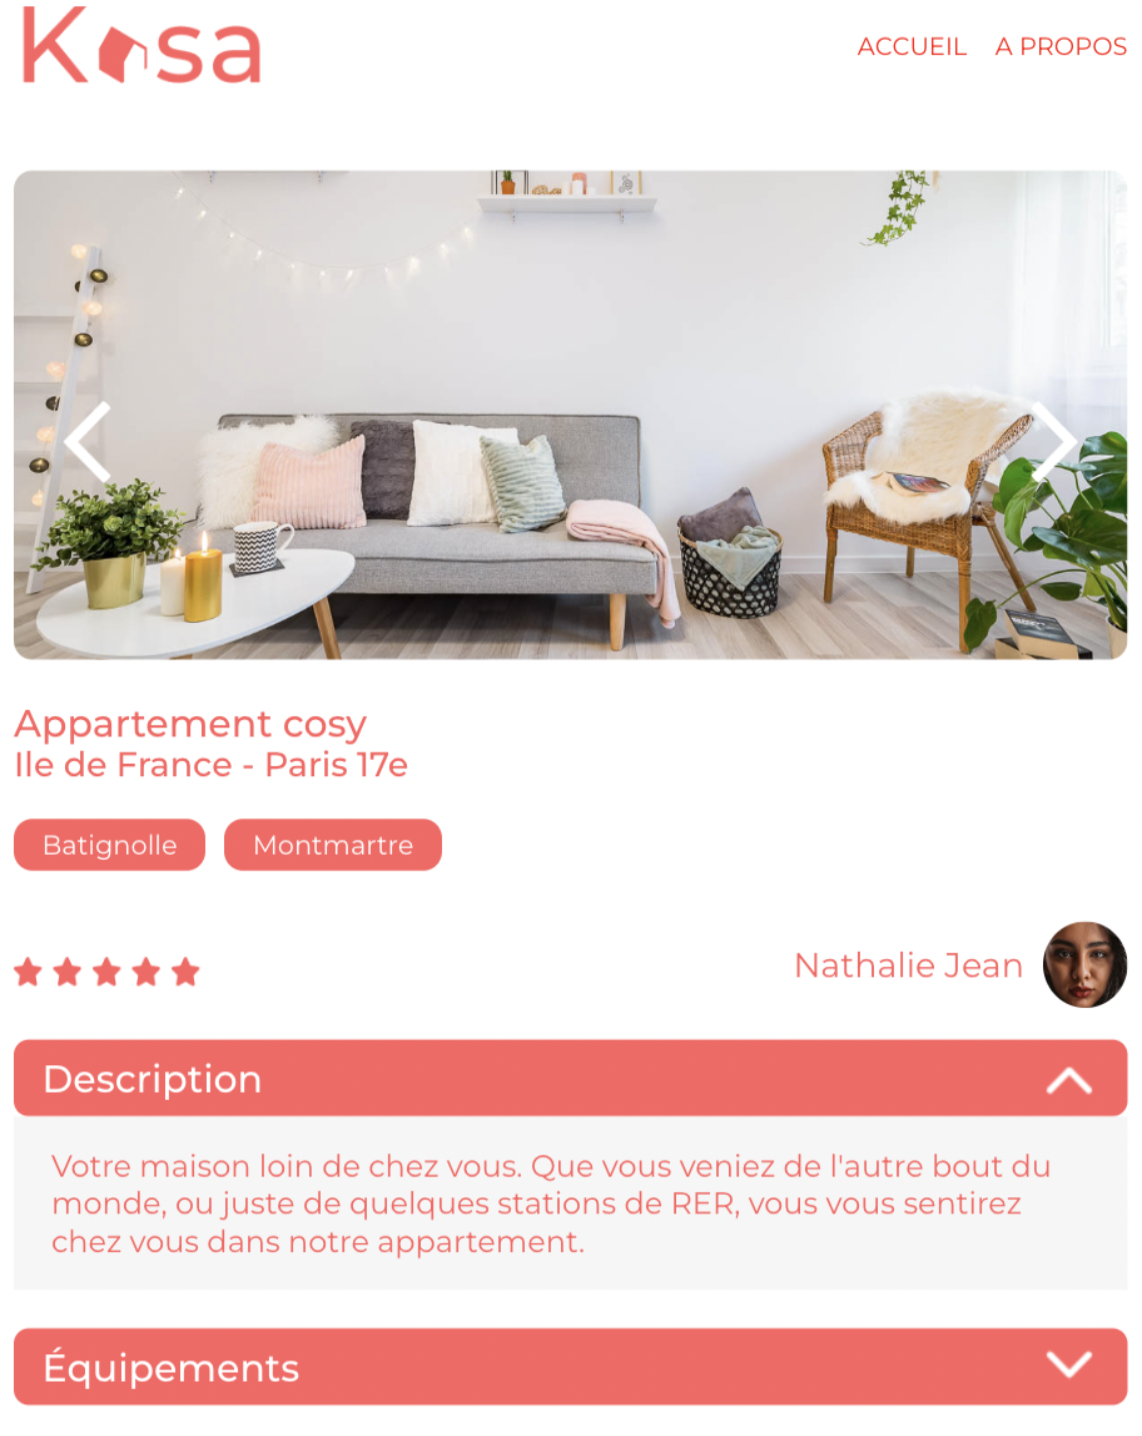 Kasa
ACCUEIL A PROPOS
Appartement cosy
Ile de France - Paris 17e
Batignolle Montmartre
Nathalie Jean
Description
Votre maison loin de chez vous. Que vous veniez de l'autre bout du
monde, ou juste de quelques stations de RER, vous vous sentirez
chez vous dans notre appartement.
Équipements